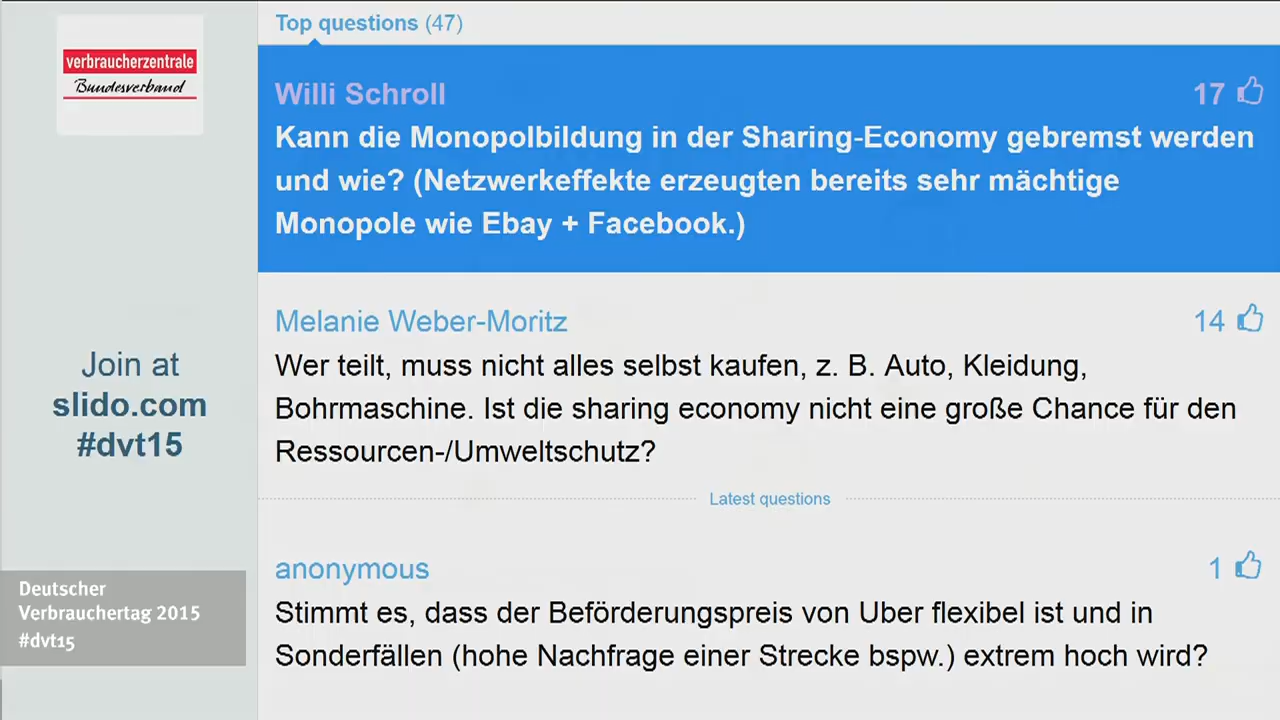 verbraucherzentrale
Bundesverband
Join at
slido.com
#dvt15
Deutscher
Verbrauchertag 2015
#dvt15
Top questions (47)
Willi Schroll 17
Kann die Monopolbildung in der Sharing-Economy gebremst werden
und wie? (Netzwerkeffekte erzeugten bereits sehr mächtige
Monopole wie Ebay + Facebook.)
Melanie Weber-Moritz 14
Wer teilt, muss nicht alles selbst kaufen, z. B. Auto, Kleidung,
Bohrmaschine. Ist die sharing economy nicht eine große Chance für den
Ressourcen-/Umweltschutz?
Latest questions
anonymous 1
Stimmt es, dass der Beförderungspreis von Uber flexibel ist und in
Sonderfällen (hohe Nachfrage einer Strecke bspw.) extrem hoch wird?